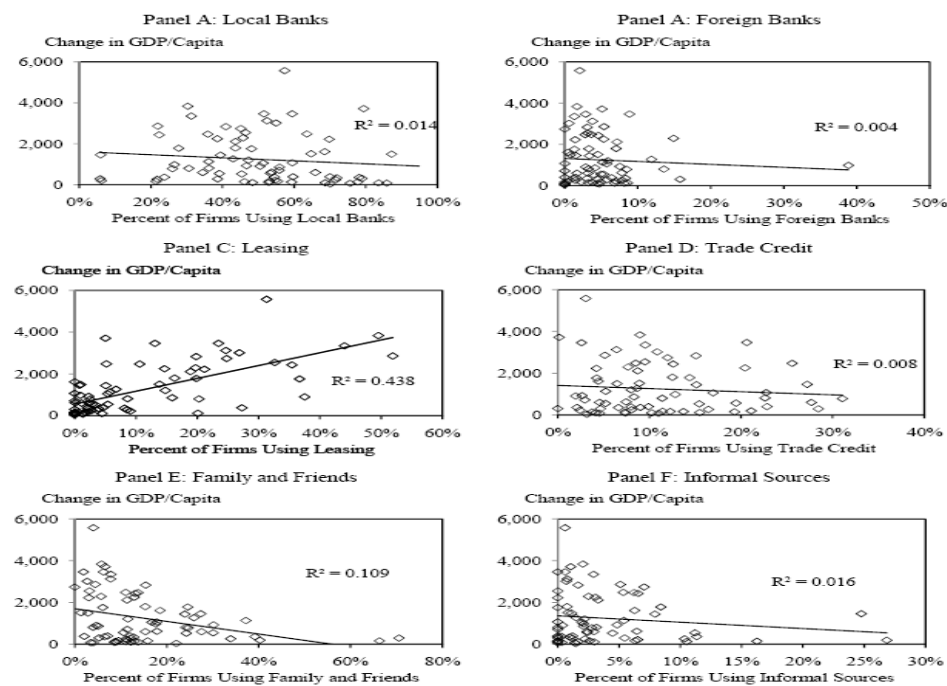 Panel A: Local Banks
Change in GDP/Capita
6,000
4,000
2,000
0
R² = 0.014
0% 20% 40% 60% 80% 100%
Percent of Firms Using Local Banks
Panel A: Foreign Banks
Change in GDP/Capita
6,000
4,000
2,000
0
R² = 0.004
0% 10% 20% 30% 40% 50%
Percent of Firms Using Foreign Banks
Panel C: Leasing
Change in GDP/Capita
6,000
4,000
2,000
0
R² = 0.438
0% 10% 20% 30% 40% 50% 60%
Percent of Firms Using Leasing
Panel D: Trade Credit
Change in GDP/Capita
6,000
4,000
2,000
0
R² = 0.008
0% 10% 20% 30% 40%
Percent of Firms Using Trade Credit
Panel E: Family and Friends
Change in GDP/Capita
6,000
4,000
2,000
0
R² = 0.109
0% 20% 40% 60% 80%
Percent of Firms Using Family and Friends
Panel F: Informal Sources
Change in GDP/Capita
6,000
4,000
2,000
0
R² = 0.016
0% 5% 10% 15% 20% 25% 30%
Percent of Firms Using Informal Sources